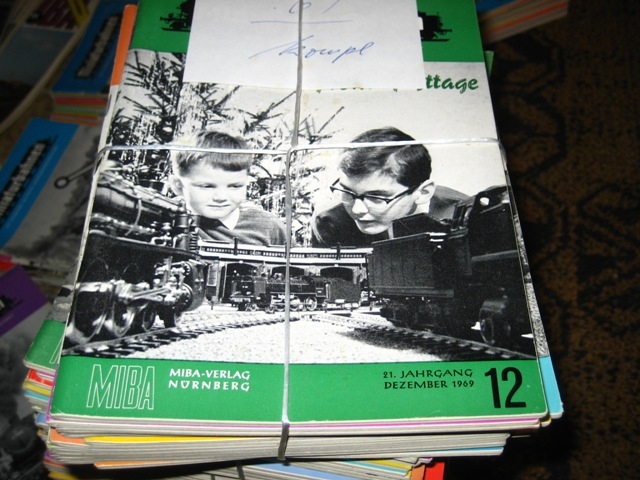 kompl
ttage
MIBA
MIBA-VERLAG
NÜRNBERG
21. JAHRGANG
DEZEMBER 1969
12